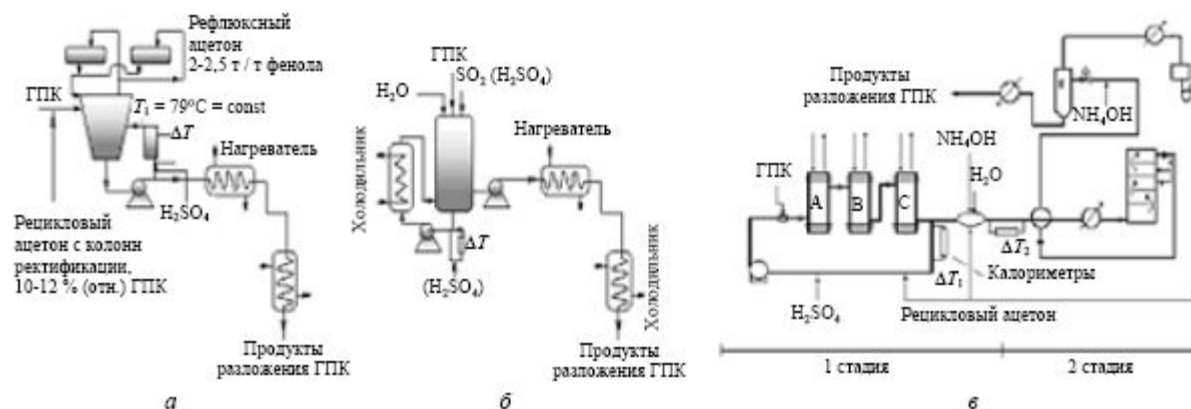 Рефлюксный
ацетон
2-2,5 т / т фенола
ГПК
T₁ = 79°C = const
ΔT
Нагреватель
H₂SO₄
Рецикловый
ацетон с колонн
ректификации,
10-12 % (отн.) ГПК
Продукты
разложения ГПК
а
ГПК
SO₂ (H₂SO₄)
H₂O
Холодильник
Нагреватель
ΔT
(H₂SO₄)
Холодильник
Продукты
разложения ГПК
б
Продукты
разложения ГПК
NH₄OH
NH₄OH
ГПК
H₂O
A
B
C
ΔT₂
Калориметры
ΔT₁
H₂SO₄
Рецикловый ацетон
1 стадия
2 стадия
в